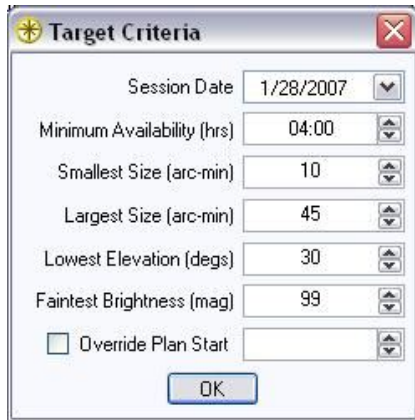 Target Criteria
Session Date 1/28/2007
Minimum Availability (hrs) 04:00
Smallest Size (arc-min) 10
Largest Size (arc-min) 45
Lowest Elevation (degs) 30
Faintest Brightness (mag) 99
Override Plan Start
OK